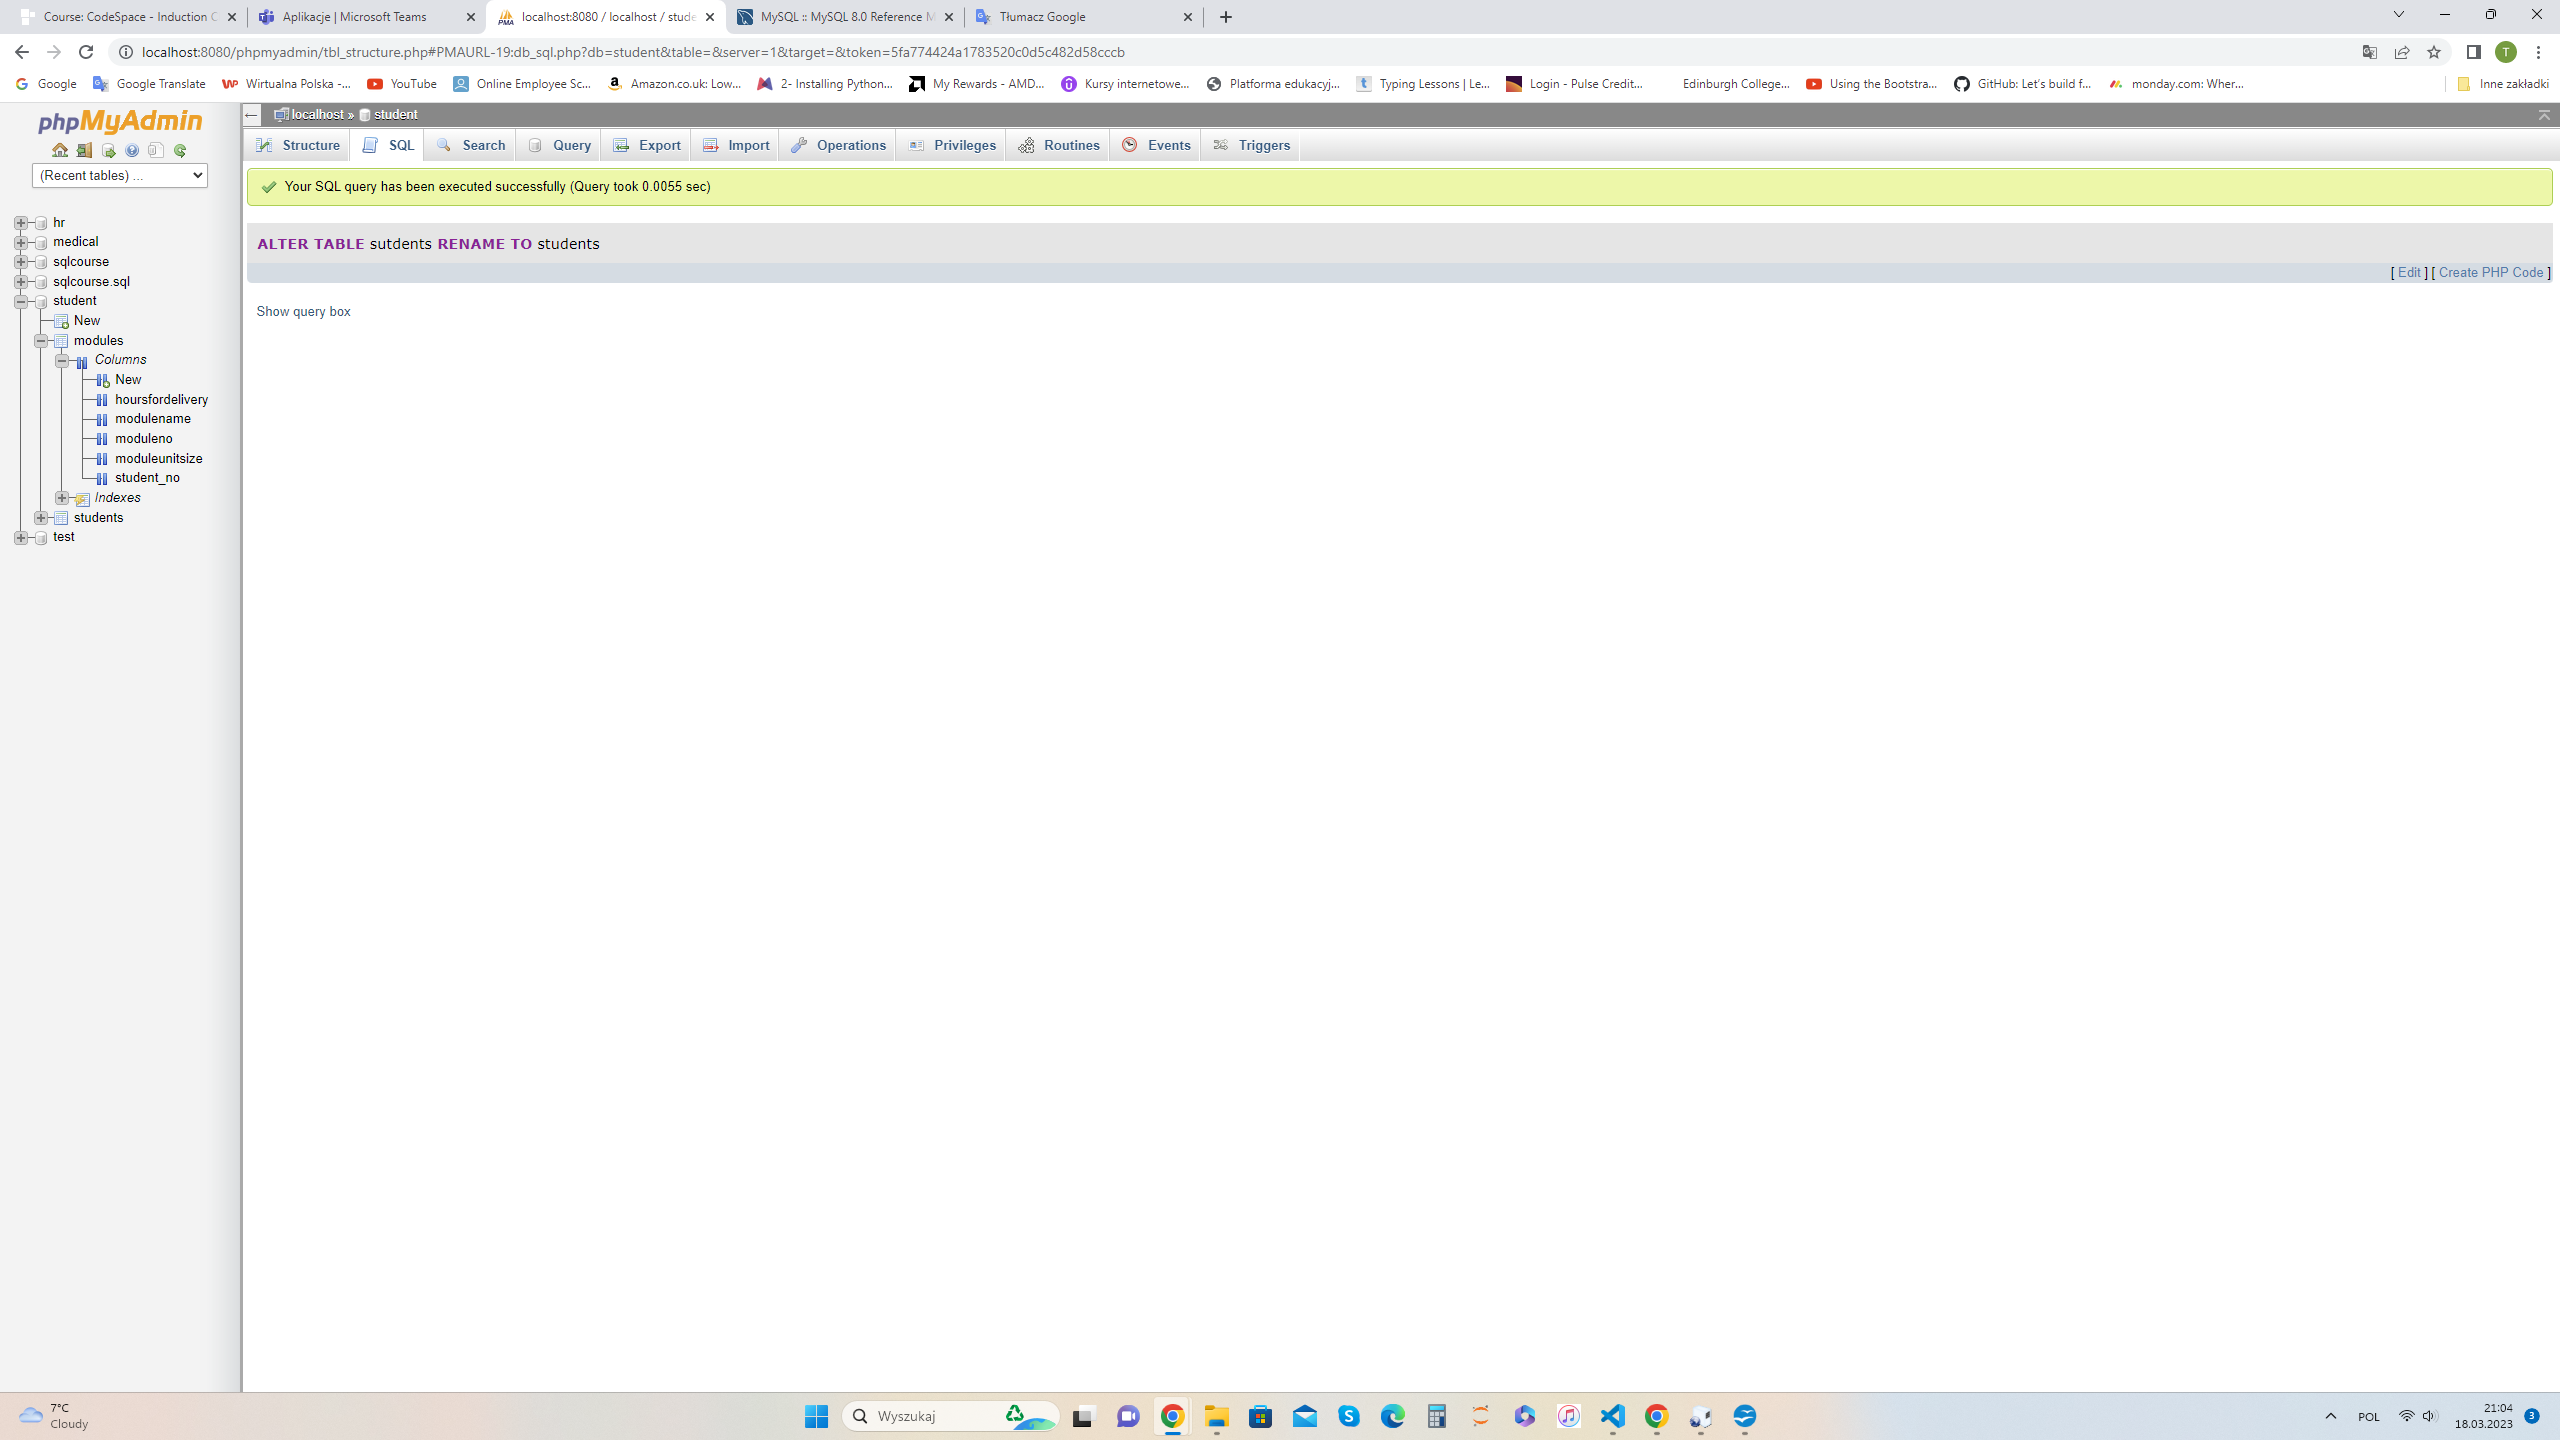 Course: CodeSpace - Induction C
Aplikacje | Microsoft Teams
localhost:8080 / localhost / stude
MySQL :: MySQL 8.0 Reference M
Tłumacz Google
localhost:8080/phpmyadmin/tbl_structure.php#PMAURL-19:db_sql.php?db=student&table=&server=1&target=&token=5fa774424a1783520c0d5c482d58cccb
T
Google
Google Translate
Wirtualna Polska -...
YouTube
Online Employee Sc...
Amazon.co.uk: Low...
2- Installing Python...
My Rewards - AMD...
Kursy internetowe...
Platforma edukacyj...
Typing Lessons | Le...
Login - Pulse Credit...
Edinburgh College...
Using the Bootstra...
GitHub: Let's build f...
monday.com: Wher...
Inne zakładki
phpMyAdmin
(Recent tables) ...
hr
medical
sqlcourse
sqlcourse.sql
student
New
modules
Columns
New
hoursfordelivery
modulename
moduleno
moduleunitsize
student_no
Indexes
students
test
localhost » student
Structure
SQL
Search
Query
Export
Import
Operations
Privileges
Routines
Events
Triggers
Your SQL query has been executed successfully (Query took 0.0055 sec)
ALTER TABLE sutdents RENAME TO students
[ Edit ] [ Create PHP Code ]
Show query box
7°C
Cloudy
Wyszukaj
POL
21:04
18.03.2023
3